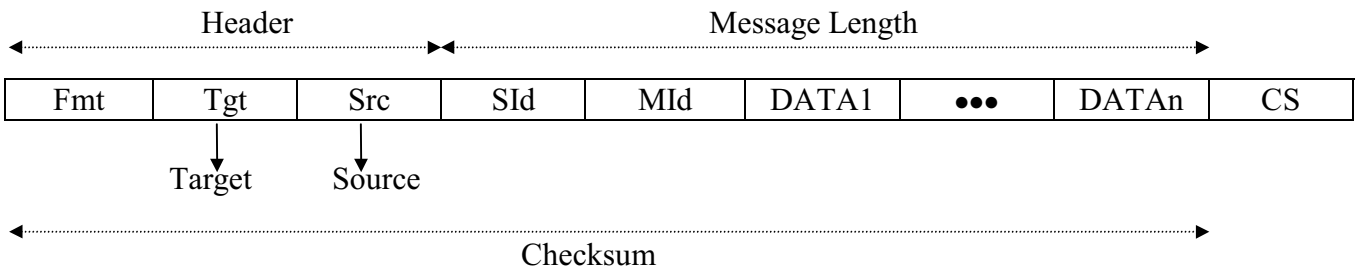 Header Message Length
Fmt Tgt Src SId MId DATA1 ●●● DATAn CS
Target Source
Checksum